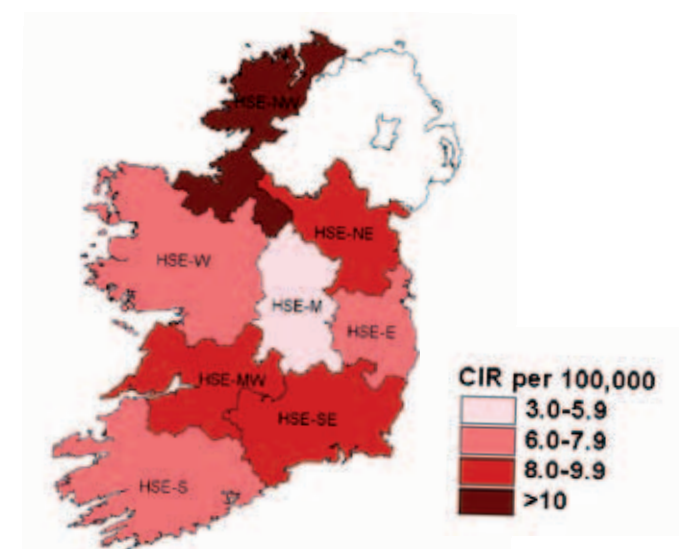 HSE-NW
HSE-NE
HSE-W
HSE-M
HSE-E
HSE-MW
HSE-SE
HSE-S
CIR per 100,000
3.0-5.9
6.0-7.9
8.0-9.9
>10